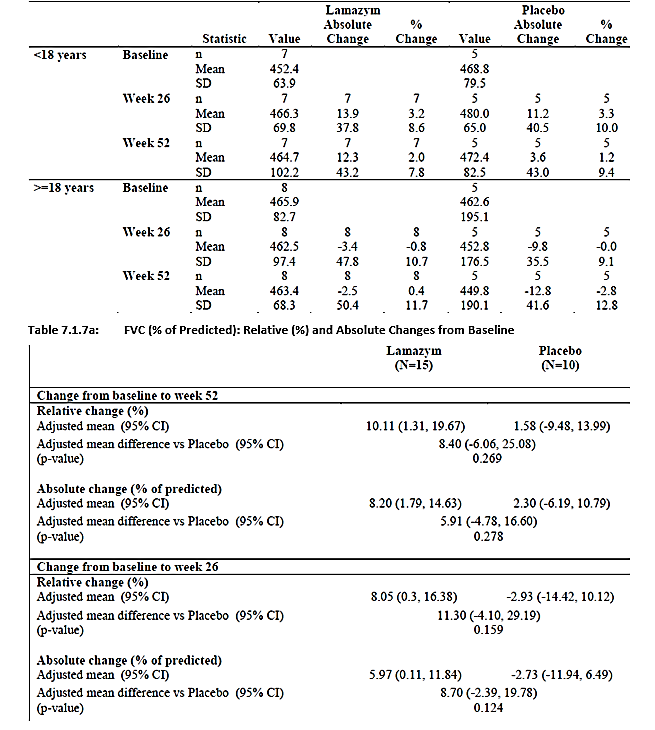 Lamazym Placebo
Absolute % Absolute %
Statistic Value Change Change Value Change Change
<18 years Baseline n 7 5
Mean 452.4 468.8
SD 63.9 79.5
Week 26 n 7 7 7 5 5 5
Mean 466.3 13.9 3.2 480.0 11.2 3.3
SD 69.8 37.8 8.6 65.0 40.5 10.0
Week 52 n 7 7 7 5 5 5
Mean 464.7 12.3 2.0 472.4 3.6 1.2
SD 102.2 43.2 7.8 82.5 43.0 9.4
>=18 years Baseline n 8 5
Mean 465.9 462.6
SD 82.7 195.1
Week 26 n 8 8 8 5 5 5
Mean 462.5 -3.4 -0.8 452.8 -9.8 -0.0
SD 97.4 47.8 10.7 176.5 35.5 9.1
Week 52 n 8 8 8 5 5 5
Mean 463.4 -2.5 0.4 449.8 -12.8 -2.8
SD 68.3 50.4 11.7 190.1 41.6 12.8
Table 7.1.7a: FVC (% of Predicted): Relative (%) and Absolute Changes from Baseline
Lamazym Placebo
(N=15) (N=10)
Change from baseline to week 52
Relative change (%)
Adjusted mean (95% CI) 10.11 (1.31, 19.67) 1.58 (-9.48, 13.99)
Adjusted mean difference vs Placebo (95% CI) 8.40 (-6.06, 25.08)
(p-value) 0.269
Absolute change (% of predicted)
Adjusted mean (95% CI) 8.20 (1.79, 14.63) 2.30 (-6.19, 10.79)
Adjusted mean difference vs Placebo (95% CI) 5.91 (-4.78, 16.60)
(p-value) 0.278
Change from baseline to week 26
Relative change (%)
Adjusted mean (95% CI) 8.05 (0.3, 16.38) -2.93 (-14.42, 10.12)
Adjusted mean difference vs Placebo (95% CI) 11.30 (-4.10, 29.19)
(p-value) 0.159
Absolute change (% of predicted)
Adjusted mean (95% CI) 5.97 (0.11, 11.84) -2.73 (-11.94, 6.49)
Adjusted mean difference vs Placebo (95% CI) 8.70 (-2.39, 19.78)
(p-value) 0.124